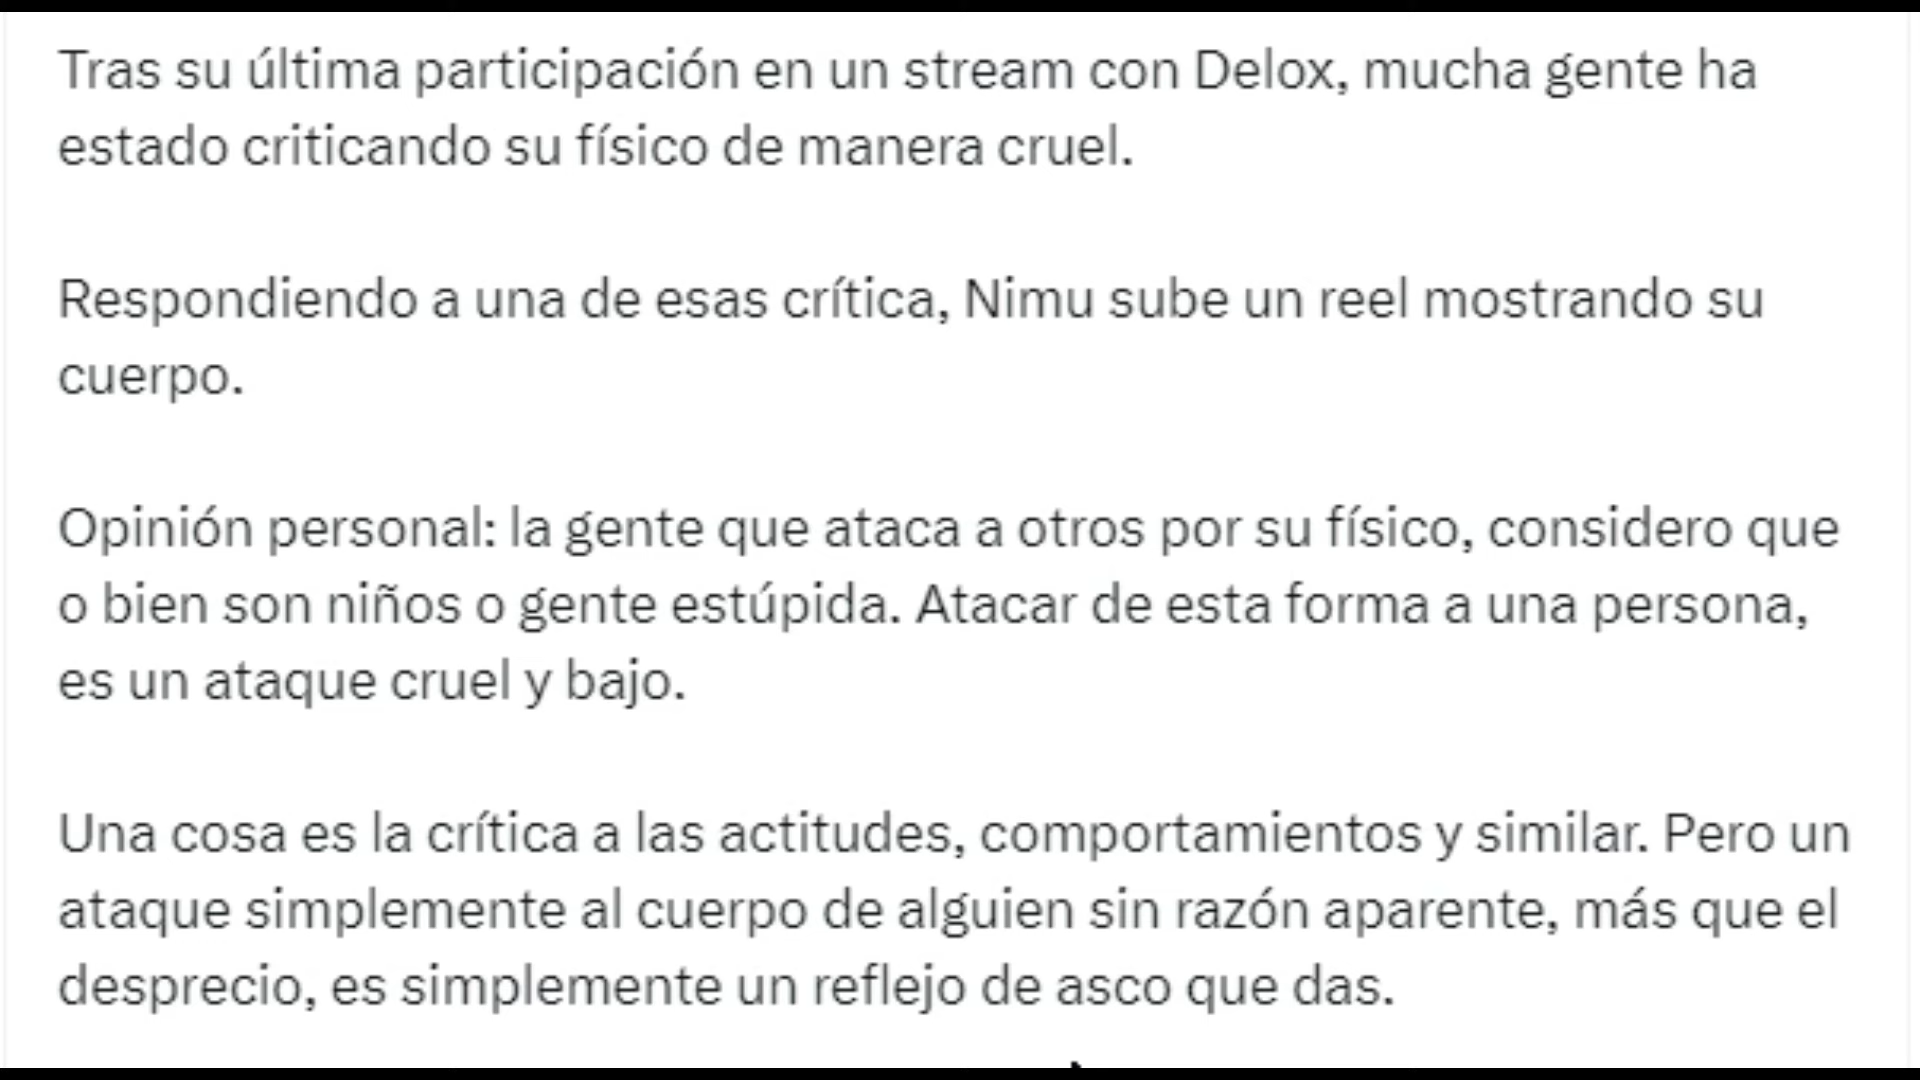 Tras su última participación en un stream con Delox, mucha gente ha
estado criticando su físico de manera cruel.
Respondiendo a una de esas crítica, Nimu sube un reel mostrando su
cuerpo.
Opinión personal: la gente que ataca a otros por su físico, considero que
o bien son niños o gente estúpida. Atacar de esta forma a una persona,
es un ataque cruel y bajo.
Una cosa es la crítica a las actitudes, comportamientos y similar. Pero un
ataque simplemente al cuerpo de alguien sin razón aparente, más que el
desprecio, es simplemente un reflejo de asco que das.